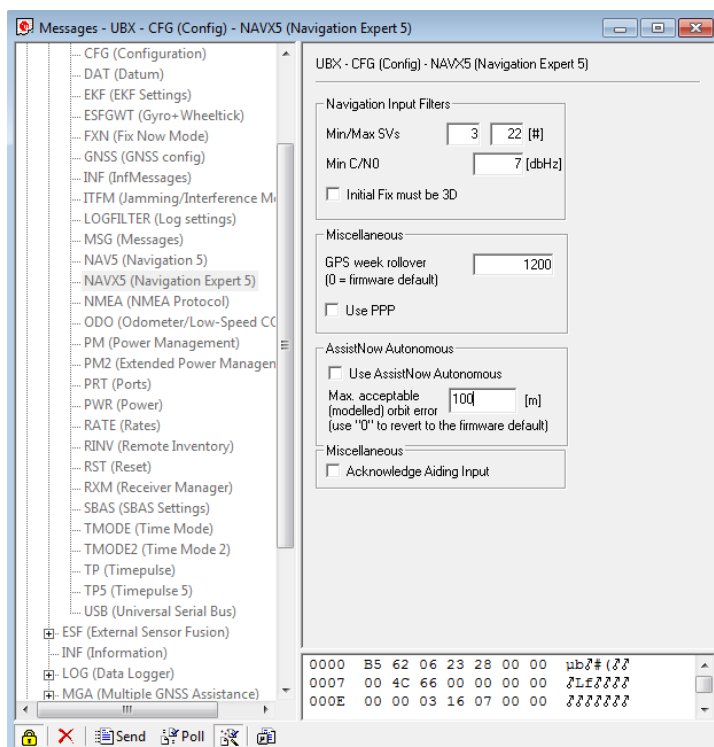 Messages - UBX - CFG (Config) - NAVX5 (Navigation Expert 5)
CFG (Configuration)
DAT (Datum)
EKF (EKF Settings)
ESFGWT (Gyro+Wheeltick)
FXN (Fix Now Mode)
GNSS (GNSS config)
INF (InfMessages)
ITFM (Jamming/Interference M
LOGFILTER (Log settings)
MSG (Messages)
NAV5 (Navigation 5)
NAVX5 (Navigation Expert 5)
NMEA (NMEA Protocol)
ODO (Odometer/Low-Speed CO
PM (Power Management)
PM2 (Extended Power Managen
PRT (Ports)
PWR (Power)
RATE (Rates)
RINV (Remote Inventory)
RST (Reset)
RXM (Receiver Manager)
SBAS (SBAS Settings)
TMODE (Time Mode)
TMODE2 (Time Mode 2)
TP (Timepulse)
TP5 (Timepulse 5)
USB (Universal Serial Bus)
ESF (External Sensor Fusion)
INF (Information)
LOG (Data Logger)
MGA (Multiple GNSS Assistance)
UBX - CFG (Config) - NAVX5 (Navigation Expert 5)
Navigation Input Filters
Min/Max SVs 3 22 [#]
Min C/N0 7 [dbHz]
Initial Fix must be 3D
Miscellaneous
GPS week rollover 1200
(0 = firmware default)
Use PPP
AssistNow Autonomous
Use AssistNow Autonomous
Max. acceptable 100 [m]
(modelled) orbit error
(use "0" to revert to the firmware default)
Miscellaneous
Acknowledge Aiding Input
0000 B5 62 06 23 28 00 00 µb
0007 00 4C 66 00 00 00 00
000E 00 00 03 16 07 00 00
Send Poll